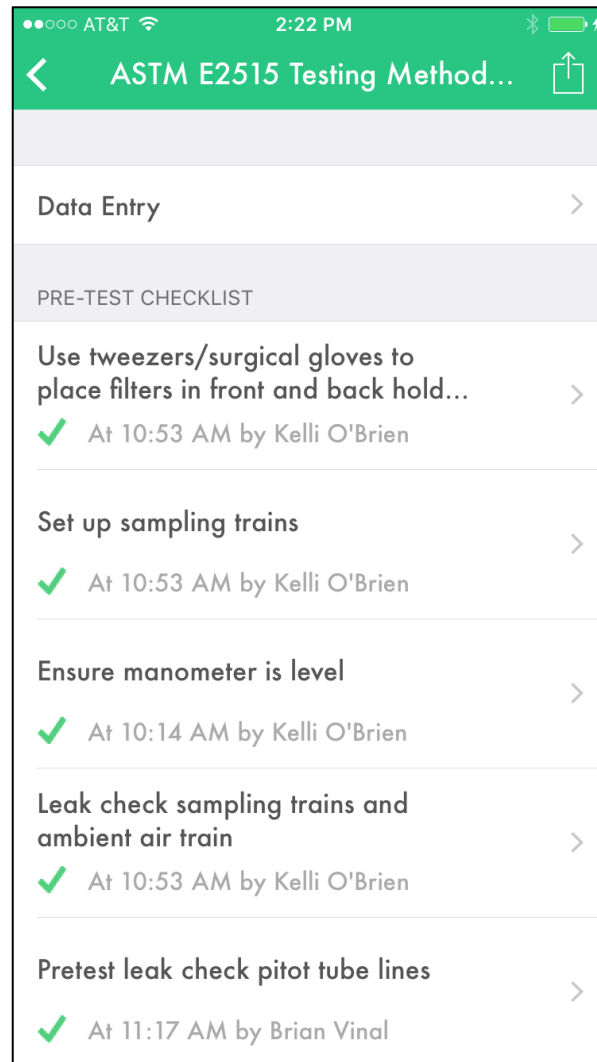 AT&T 2:22 PM
ASTM E2515 Testing Method...
Data Entry
PRE-TEST CHECKLIST
Use tweezers/surgical gloves to
place filters in front and back hold...
At 10:53 AM by Kelli O'Brien
Set up sampling trains
At 10:53 AM by Kelli O'Brien
Ensure manometer is level
At 10:14 AM by Kelli O'Brien
Leak check sampling trains and
ambient air train
At 10:53 AM by Kelli O'Brien
Pretest leak check pitot tube lines
At 11:17 AM by Brian Vinal